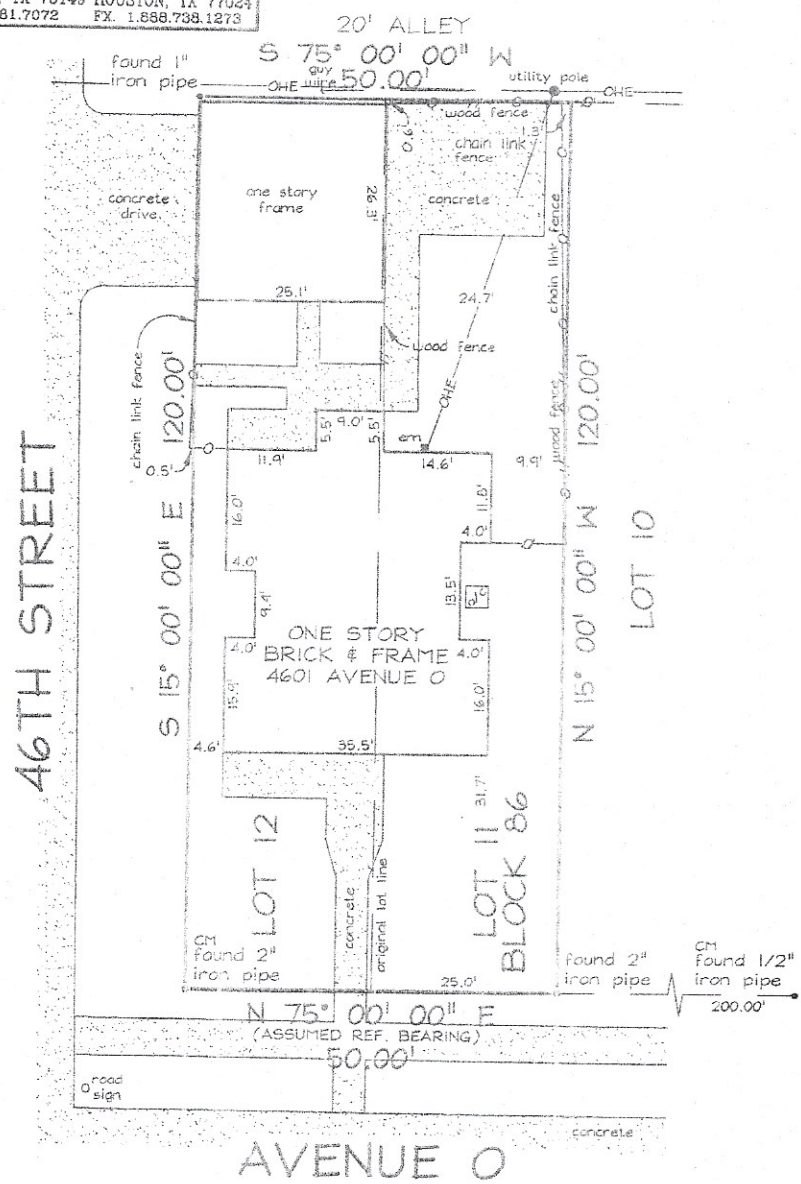 TX 78149 HOUSTON, TX 77024
81.7072 FX. 1.888.738.1273
20' ALLEY
S 75° 00' 00" W
found 1"
iron pipe
guy
wire
50.00'
utility pole
OHE
OHE
wood fence
0.6'
1.3'
chain link
fence
concrete
drive
one story
frame
26.3'
concrete
chain link fence
25.1'
24.7'
wood fence
OHE
chain link fence
120.00'
0.5'
5.5'
9.0'
5.5'
em
11.9'
14.6'
9.9'
wood fence
120.00'
46TH STREET
S 15° 00' 00" E
16.0'
11.5'
4.0'
4.0'
9.4'
13.5'
a/c
N 15° 00' 00" W
LOT 10
ONE STORY
BRICK & FRAME
4601 AVENUE O
4.0'
4.0'
15.9'
16.0'
4.6'
35.5'
LOT 12
31.7'
LOT 11
BLOCK 86
concrete
original lot line
CM
found 2"
iron pipe
25.0'
found 2"
iron pipe
CM
found 1/2"
iron pipe
200.00'
N 75° 00' 00" E
(ASSUMED REF. BEARING)
50.00'
road
sign
concrete
AVENUE O